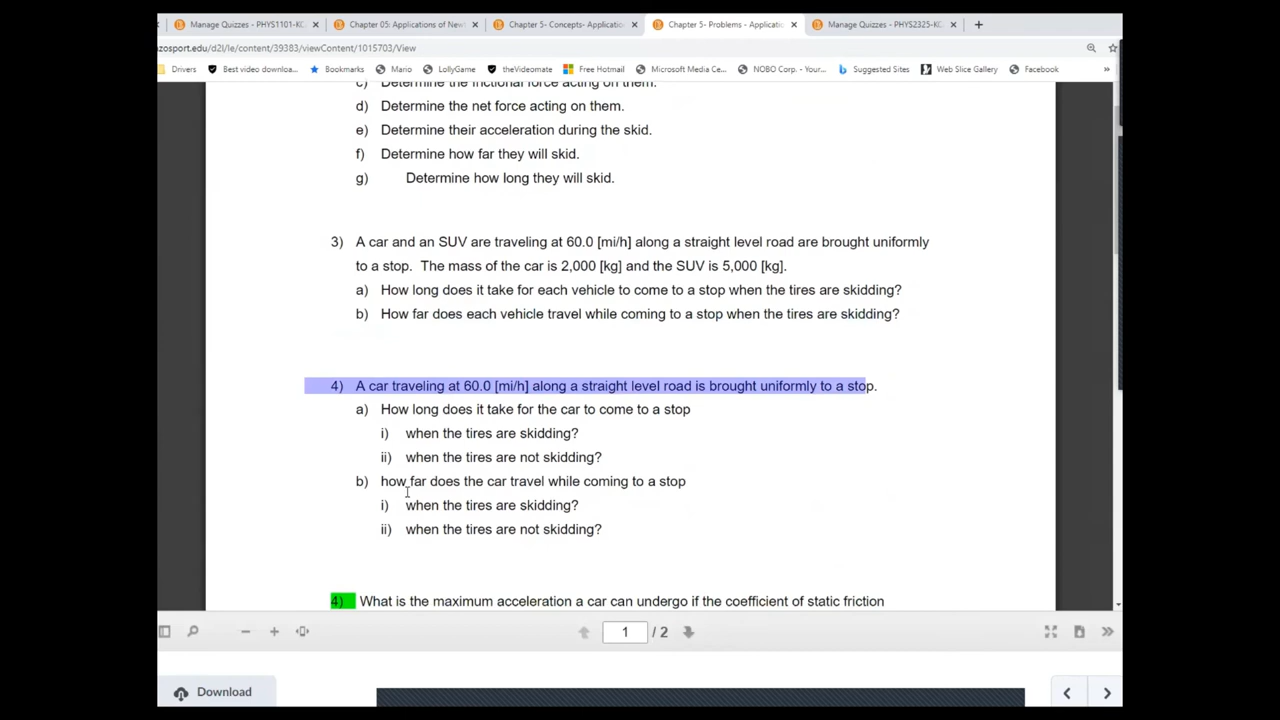 Manage Quizzes - PHYS1101-KC
Chapter 05: Applications of New
Chapter 5- Concepts- Applicatio
Chapter 5- Problems - Applicati
Manage Quizzes - PHYS2325-KC
zosport.edu/d2l/le/content/39383/viewContent/1015703/View
Drivers
Best video downloa...
Bookmarks
Mario
LollyGame
theVideomate
Free Hotmail
Microsoft Media Ce...
NOBO Corp. - Your...
Suggested Sites
Web Slice Gallery
Facebook
c) Determine the frictional force acting on them.
d) Determine the net force acting on them.
e) Determine their acceleration during the skid.
f) Determine how far they will skid.
g) Determine how long they will skid.
3) A car and an SUV are traveling at 60.0 [mi/h] along a straight level road are brought uniformly
to a stop. The mass of the car is 2,000 [kg] and the SUV is 5,000 [kg].
a) How long does it take for each vehicle to come to a stop when the tires are skidding?
b) How far does each vehicle travel while coming to a stop when the tires are skidding?
4) A car traveling at 60.0 [mi/h] along a straight level road is brought uniformly to a stop.
a) How long does it take for the car to come to a stop
i) when the tires are skidding?
ii) when the tires are not skidding?
b) how far does the car travel while coming to a stop
i) when the tires are skidding?
ii) when the tires are not skidding?
4) What is the maximum acceleration a car can undergo if the coefficient of static friction
1 / 2
Download